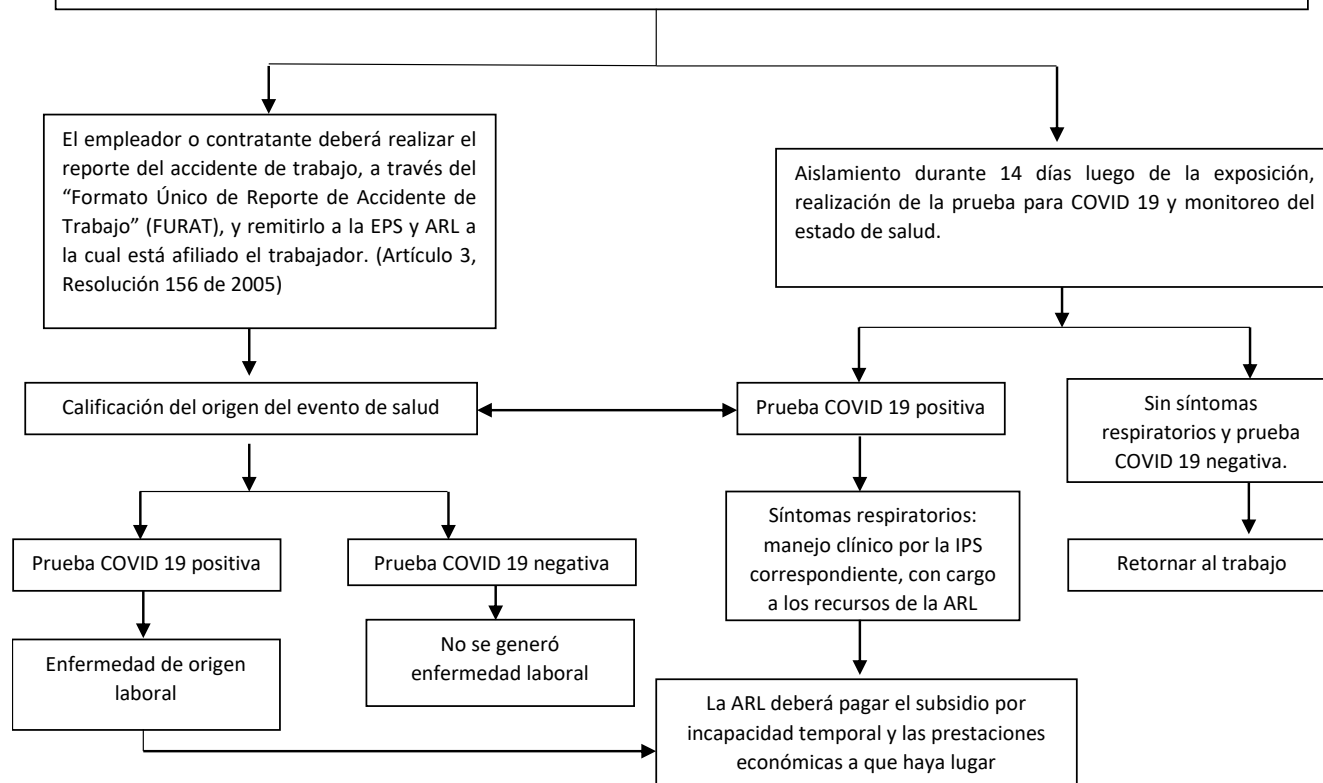 El empleador o contratante deberá realizar el
reporte del accidente de trabajo, a través del
“Formato Único de Reporte de Accidente de
Trabajo” (FURAT), y remitirlo a la EPS y ARL a
la cual está afiliado el trabajador. (Artículo 3,
Resolución 156 de 2005)
Aislamiento durante 14 días luego de la exposición,
realización de la prueba para COVID 19 y monitoreo del
estado de salud.
Calificación del origen del evento de salud
Prueba COVID 19 positiva
Sin síntomas
respiratorios y prueba
COVID 19 negativa.
Prueba COVID 19 positiva
Prueba COVID 19 negativa
Síntomas respiratorios:
manejo clínico por la IPS
correspondiente, con cargo
a los recursos de la ARL
Retornar al trabajo
Enfermedad de origen
laboral
No se generó
enfermedad laboral
La ARL deberá pagar el subsidio por
incapacidad temporal y las prestaciones
económicas a que haya lugar